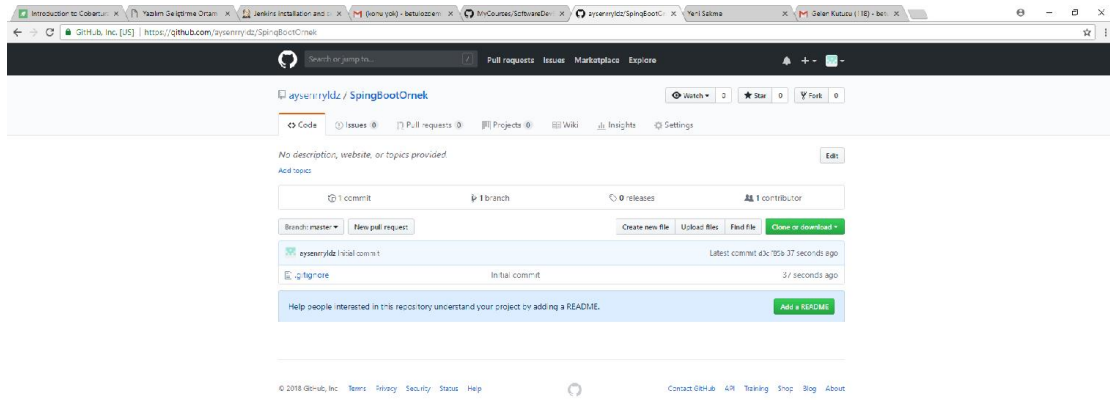 Introduction to Cobertur
Yazılım Geliştirme Ortam
Jenkins installation and
(konu yok) - betulozdem
MyCourses/SoftwareDev
aysenrryldz/SpingBootOr
Yeni Sekme
Gelen Kutusu (118) - bet
GitHub, Inc. [US] | https://github.com/aysenrryldz/SpingBootOrnek
Search or jump to... / Pull requests Issues Marketplace Explore
aysenrryldz / SpingBootOrnek Watch 0 Star 0 Fork 0
Code Issues 0 Pull requests 0 Projects 0 Wiki Insights Settings
No description, website, or topics provided. Edit
Add topics
1 commit 1 branch 0 releases 1 contributor
Branch: master New pull request Create new file Upload files Find file Clone or download
aysenrryldz Initial commit Latest commit 37 seconds ago
.gitignore Initial commit 37 seconds ago
Help people interested in this repository understand your project by adding a README. Add a README
© 2018 GitHub, Inc. Terms Privacy Security Status Help Contact GitHub API Training Shop Blog About